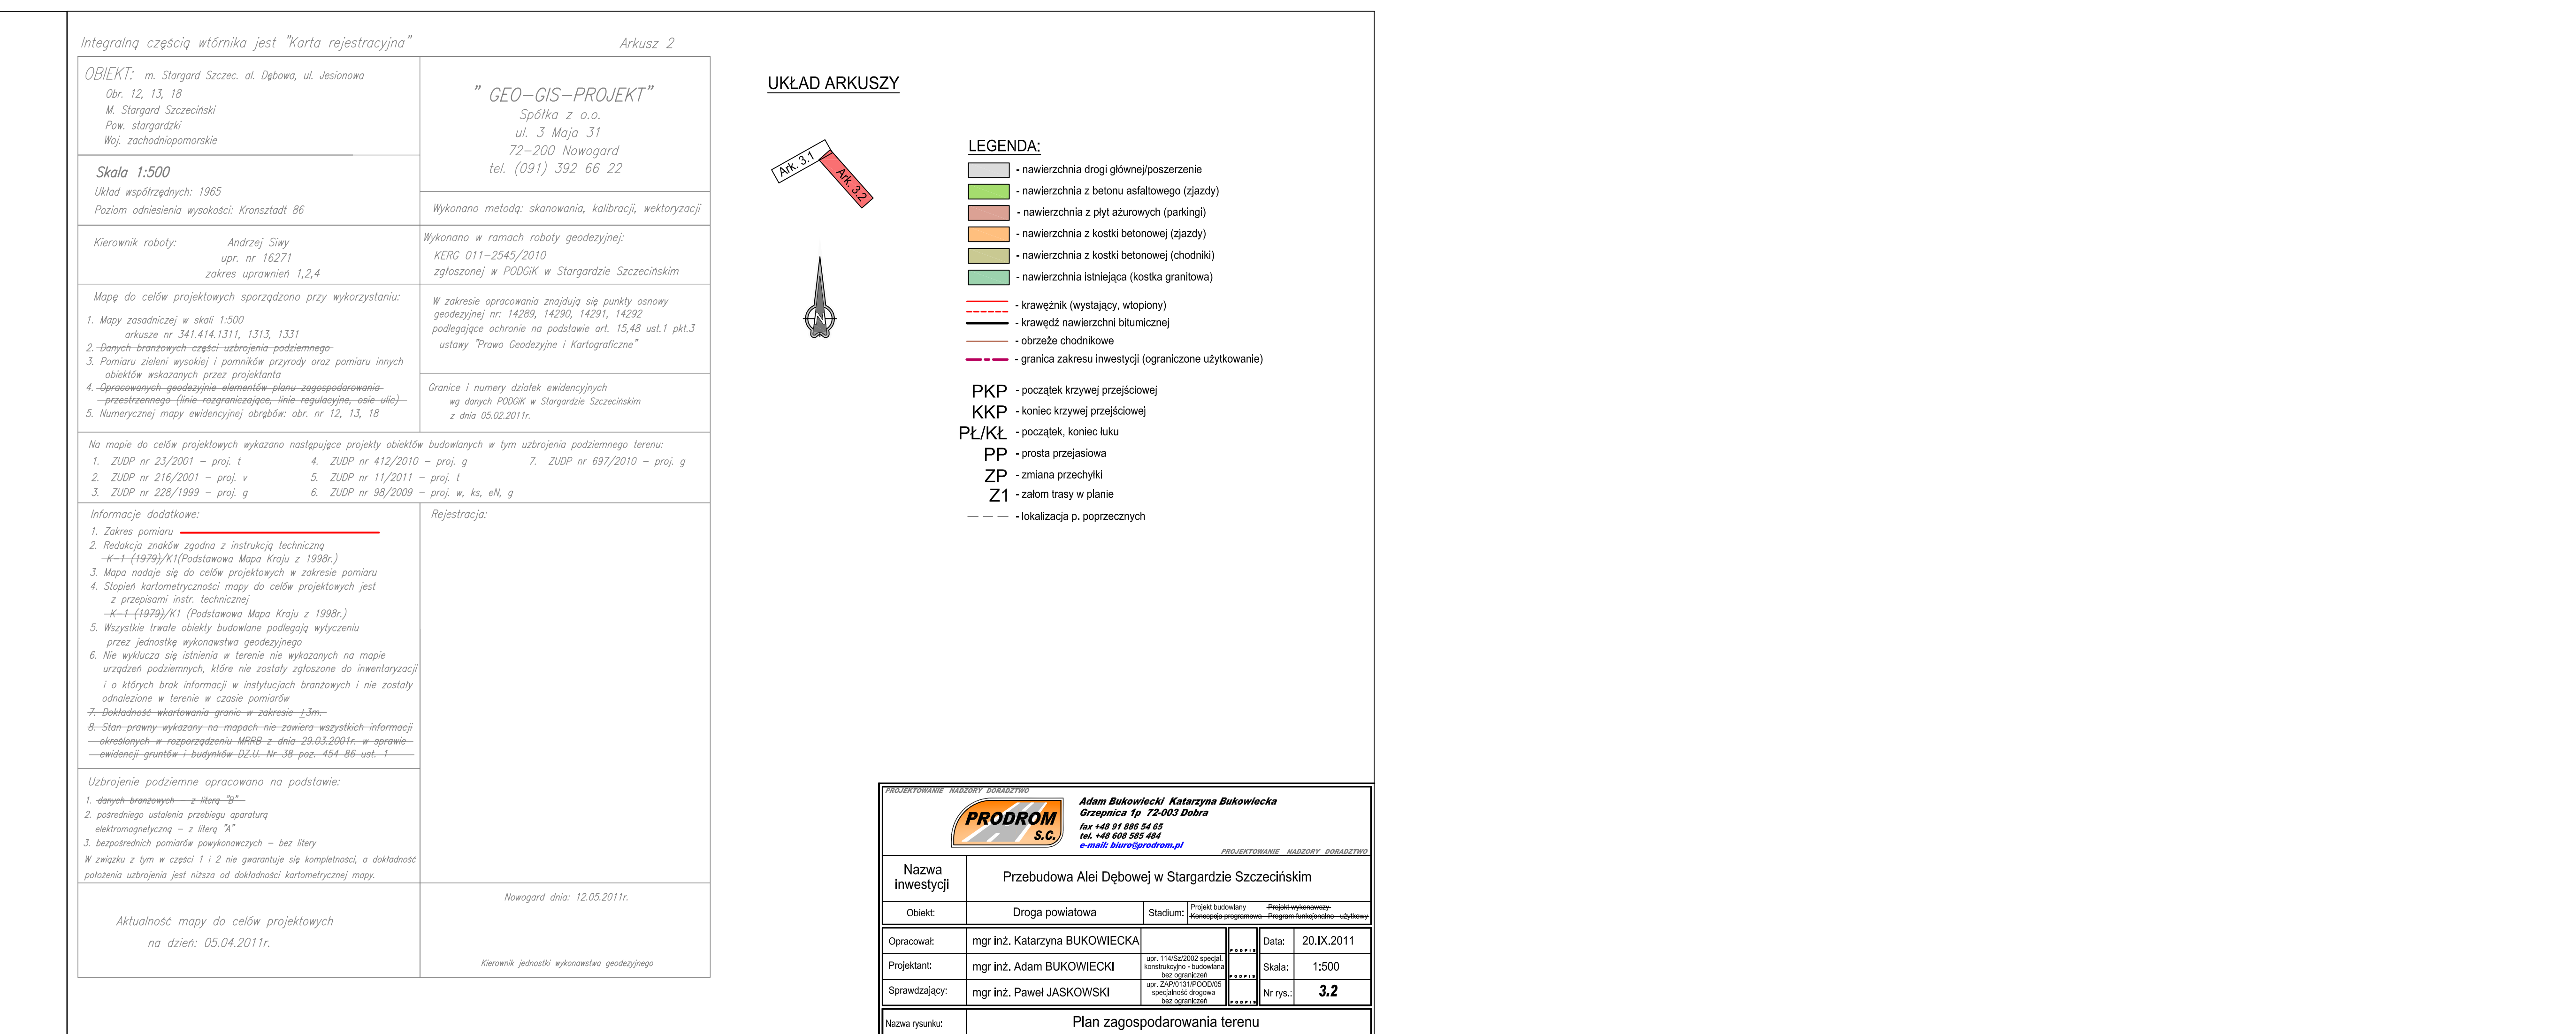 Integralną częścią wtórnika jest "Karta rejestracyjna"
Arkusz 2
OBIEKT: m. Stargard Szczec. al. Dębowa, ul. Jesionowa
Obr. 12, 13, 18
M. Stargard Szczeciński
Pow. stargardzki
Woj. zachodniopomorskie
" GEO-GIS-PROJEKT"
Spółka z o.o.
ul. 3 Maja 31
72-200 Nowogard
tel. (091) 392 66 22
Skala 1:500
Układ współrzędnych: 1965
Poziom odniesienia wysokości: Kronsztadt 86
Wykonano metodą: skanowania, kalibracji, wektoryzacji
Kierownik roboty: Andrzej Siwy
upr. nr 16271
zakres uprawnień 1,2,4
Wykonano w ramach roboty geodezyjnej:
KERG 011-2545/2010
zgłoszonej w PODGiK w Stargardzie Szczecińskim
Mapę do celów projektowych sporządzono przy wykorzystaniu:
1. Mapy zasadniczej w skali 1:500
arkusze nr 341.414.1311, 1313, 1331
2. Danych branżowych części uzbrojenia podziemnego
3. Pomiaru zieleni wysokiej i pomników przyrody oraz pomiaru innych
obiektów wskazanych przez projektanta
4. Opracowanych geodezyjnie elementów planu zagospodarowania
przestrzennego (linie rozgraniczające, linie regulacyjne, osie ulic)
5. Numerycznej mapy ewidencyjnej obrębów: obr. nr 12, 13, 18
W zakresie opracowania znajdują się punkty osnowy
geodezyjnej nr: 14289, 14290, 14291, 14292
podlegające ochronie na podstawie art. 15,48 ust.1 pkt.3
ustawy "Prawo Geodezyjne i Kartograficzne"
Granice i numery działek ewidencyjnych
wg danych PODGiK w Stargardzie Szczecińskim
z dnia 05.02.2011r.
Na mapie do celów projektowych wykazano następujące projekty obiektów budowlanych w tym uzbrojenia podziemnego terenu:
1. ZUDP nr 23/2001 - proj. t
4. ZUDP nr 412/2010 - proj. g
7. ZUDP nr 697/2010 - proj. g
2. ZUDP nr 216/2001 - proj. v
5. ZUDP nr 11/2011 - proj. t
3. ZUDP nr 228/1999 - proj. g
6. ZUDP nr 98/2009 - proj. w, ks, eN, g
Informacje dodatkowe:
1. Zakres pomiaru
2. Redakcja znaków zgodna z instrukcją techniczną
K-1 (1979)/K1(Podstawowa Mapa Kraju z 1998r.)
3. Mapa nadaje się do celów projektowych w zakresie pomiaru
4. Stopień kartometryczności mapy do celów projektowych jest
z przepisami instr. technicznej
K-1 (1979)/K1 (Podstawowa Mapa Kraju z 1998r.)
5. Wszystkie trwałe obiekty budowlane podlegają wytyczeniu
przez jednostkę wykonawstwa geodezyjnego
6. Nie wyklucza się istnienia w terenie nie wykazanych na mapie
urządzeń podziemnych, które nie zostały zgłoszone do inwentaryzacji
i o których brak informacji w instytucjach branżowych i nie zostały
odnalezione w terenie w czasie pomiarów
7. Dokładność wkartowania granic w zakresie ±3m.
8. Stan prawny wykazany na mapach nie zawiera wszystkich informacji
określonych w rozporządzeniu MRRB z dnia 29.03.2001r. w sprawie
ewidencji gruntów i budynków DZ.U. Nr 38 poz. 454 86 ust. 1
Rejestracja:
Uzbrojenie podziemne opracowano na podstawie:
1. danych branżowych - z literą "B"
2. pośredniego ustalenia przebiegu aparaturą
elektromagnetyczną - z literą "A"
3. bezpośrednich pomiarów powykonawczych - bez litery
W związku z tym w części 1 i 2 nie gwarantuje się kompletności, a dokładność
położenia uzbrojenia jest niższa od dokładności kartometrycznej mapy.
Aktualność mapy do celów projektowych
na dzień: 05.04.2011r.
Nowogard dnia: 12.05.2011r.
Kierownik jednostki wykonawstwa geodezyjnego
UKŁAD ARKUSZY
Ark. 3.1
Ark. 3.2
N
LEGENDA:
- nawierzchnia drogi głównej/poszerzenie
- nawierzchnia z betonu asfaltowego (zjazdy)
- nawierzchnia z płyt ażurowych (parkingi)
- nawierzchnia z kostki betonowej (zjazdy)
- nawierzchnia z kostki betonowej (chodniki)
- nawierzchnia istniejąca (kostka granitowa)
- krawężnik (wystający, wtopiony)
- krawędź nawierzchni bitumicznej
- obrzeże chodnikowe
- granica zakresu inwestycji (ograniczone użytkowanie)
PKP - początek krzywej przejściowej
KKP - koniec krzywej przejściowej
PŁ/KŁ - początek, koniec łuku
PP - prosta przejasiowa
ZP - zmiana przechyłki
Z1 - załom trasy w planie
- lokalizacja p. poprzecznych
PROJEKTOWANIE NADZORY DORADZTWO
PRODROM
s.c.
Adam Bukowiecki Katarzyna Bukowiecka
Grzepnica 1p 72-003 Dobra
fax +48 91 886 54 65
tel. +48 608 585 484
e-mail: biuro@prodrom.pl
PROJEKTOWANIE NADZORY DORADZTWO
Nazwa
inwestycji
Przebudowa Alei Dębowej w Stargardzie Szczecińskim
Obiekt:
Droga powiatowa
Stadium:
Projekt budowlany Projekt wykonawczy
Koncepcja programowa Program funkcjonalno - użytkowy
Opracował:
mgr inż. Katarzyna BUKOWIECKA
PODPIS
Data:
20.IX.2011
Projektant:
mgr inż. Adam BUKOWIECKI
upr. 114/Sz/2002 specjal.
konstrukcyjno - budowlana
bez ograniczeń
PODPIS
Skala:
1:500
Sprawdzający:
mgr inż. Paweł JASKOWSKI
upr. ZAP/0131/POOD/05
specjalność drogowa
bez ograniczeń
PODPIS
Nr rys.:
3.2
Nazwa rysunku:
Plan zagospodarowania terenu